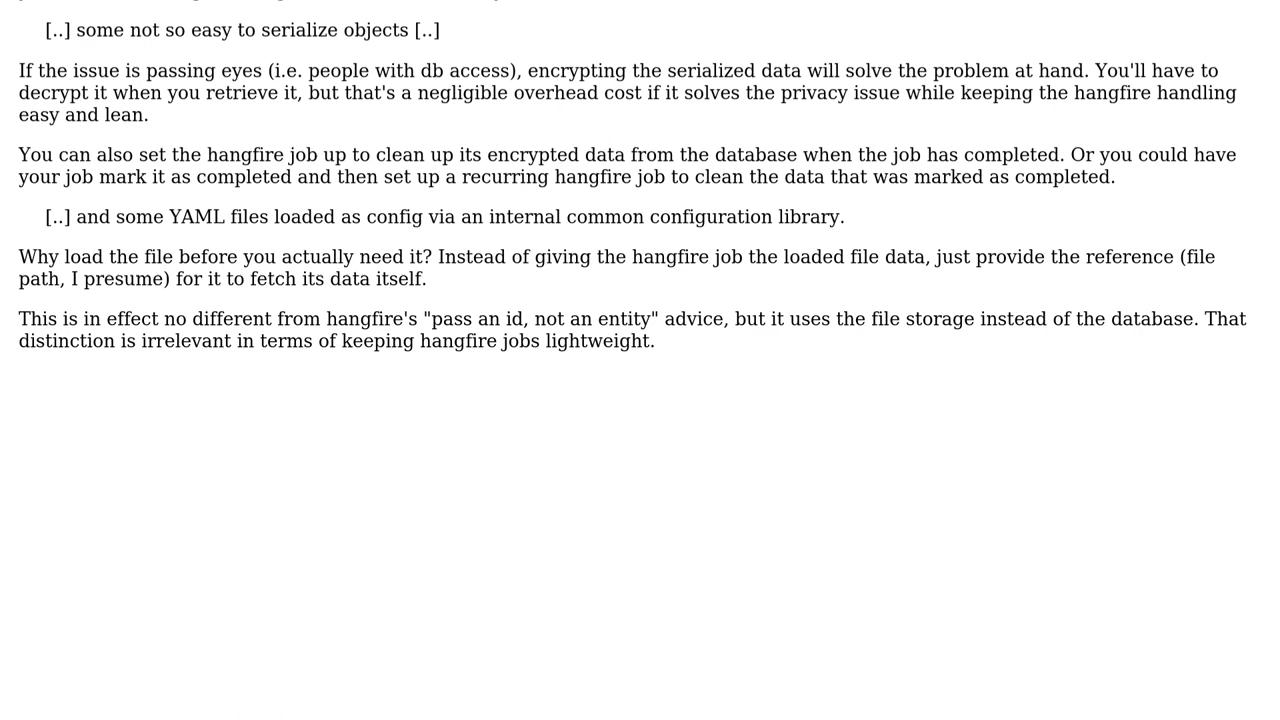 [..] some not so easy to serialize objects [..]
If the issue is passing eyes (i.e. people with db access), encrypting the serialized data will solve the problem at hand. You'll have to
decrypt it when you retrieve it, but that's a negligible overhead cost if it solves the privacy issue while keeping the hangfire handling
easy and lean.
You can also set the hangfire job up to clean up its encrypted data from the database when the job has completed. Or you could have
your job mark it as completed and then set up a recurring hangfire job to clean the data that was marked as completed.
[..] and some YAML files loaded as config via an internal common configuration library.
Why load the file before you actually need it? Instead of giving the hangfire job the loaded file data, just provide the reference (file
path, I presume) for it to fetch its data itself.
This is in effect no different from hangfire's "pass an id, not an entity" advice, but it uses the file storage instead of the database. That
distinction is irrelevant in terms of keeping hangfire jobs lightweight.